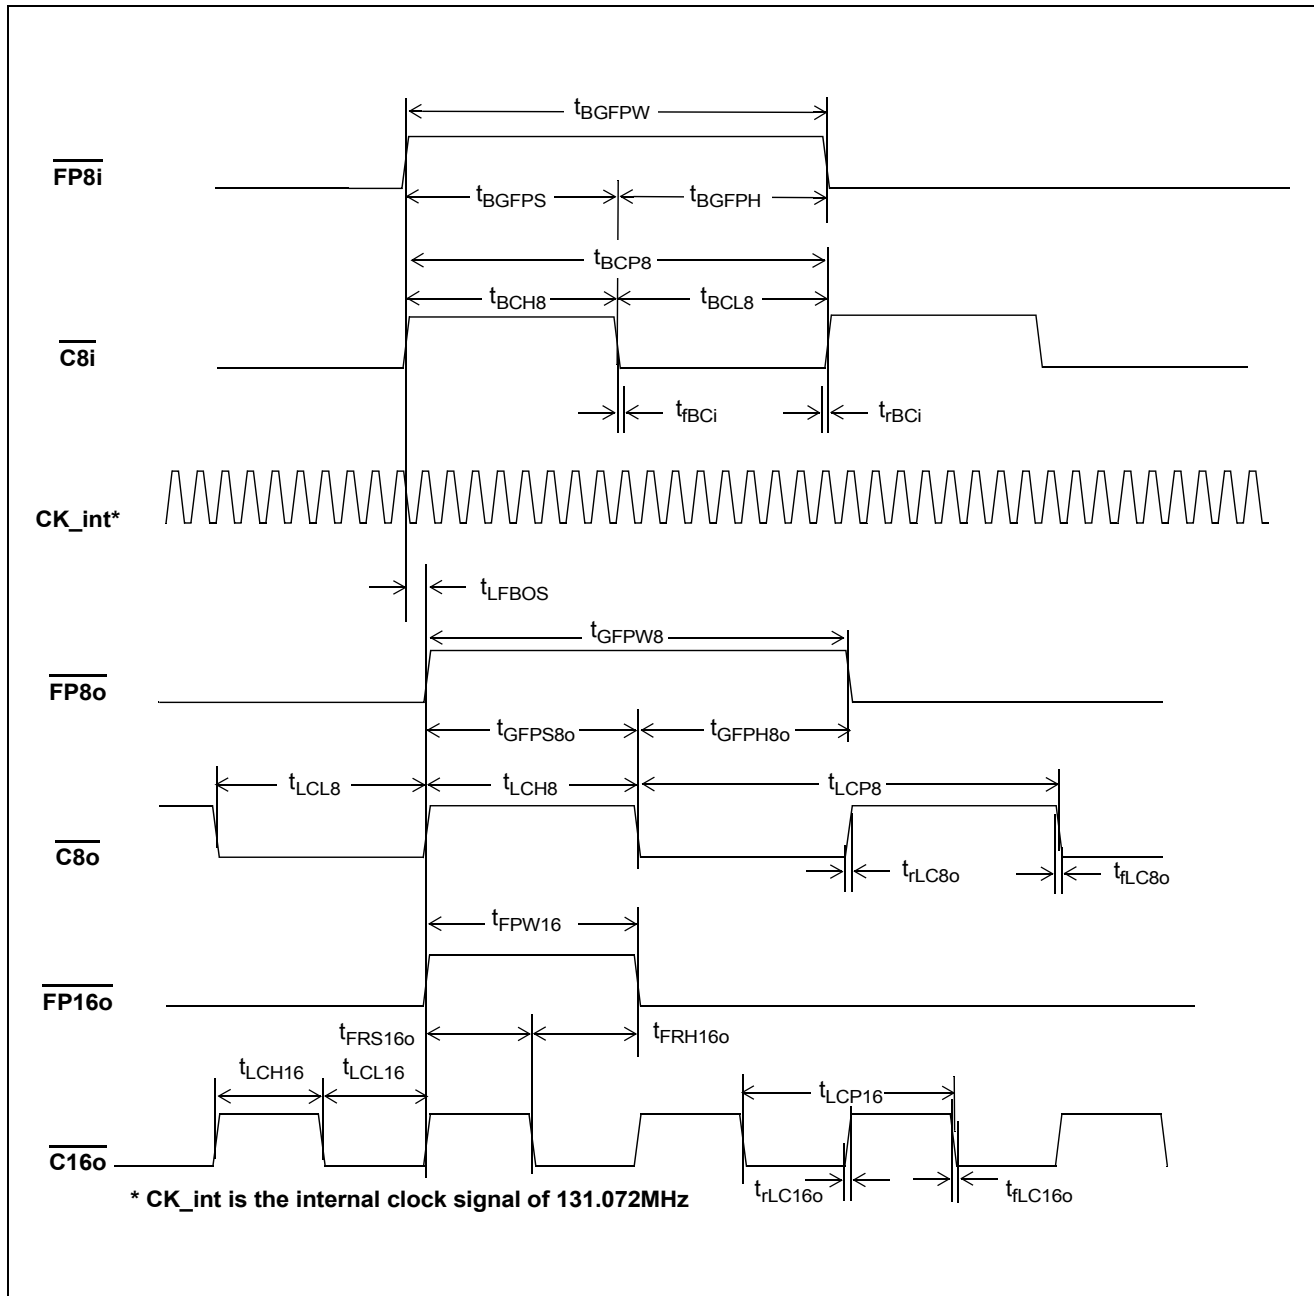 tBGFPW
FP8i
tBGFPS
tBGFPH
tBCP8
tBCH8
tBCL8
C8i
tfBCi
trBCi
CK_int*
tLFBOS
tGFPW8
FP8o
tGFPS8o
tGFPH8o
tLCL8
tLCH8
tLCP8
C8o
trLC8o
tfLC8o
tFPW16
FP16o
tFRS16o
tFRH16o
tLCH16
tLCL16
tLCP16
C16o
trLC16o
tfLC16o
* CK_int is the internal clock signal of 131.072MHz